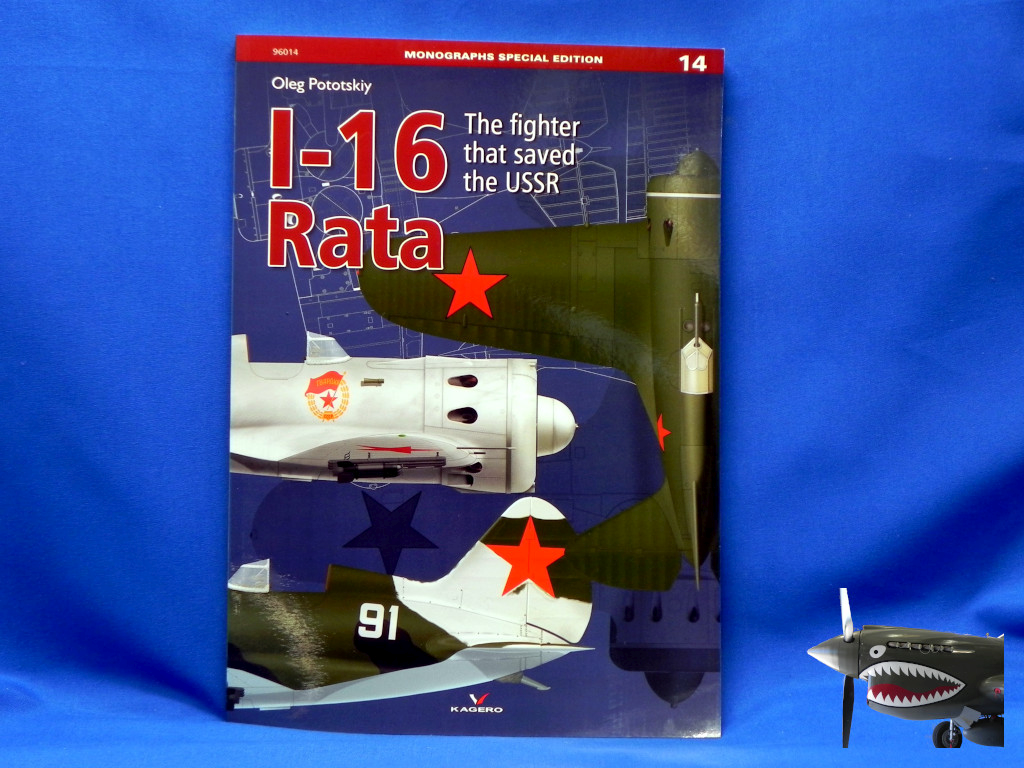 96014
MONOGRAPHS SPECIAL EDITION
14
Oleg Pototskiy
I-16
Rata
The fighter
that saved
the USSR
91
KAGERO